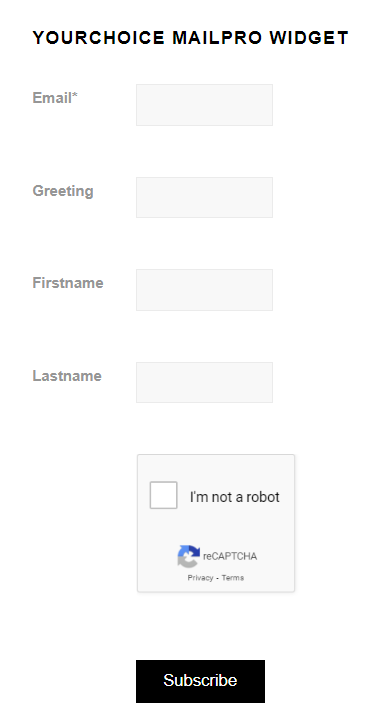 YOURCHOICE MAILPRO WIDGET
Email*
Greeting
Firstname
Lastname
I'm not a robot
reCAPTCHA
Privacy - Terms
Subscribe